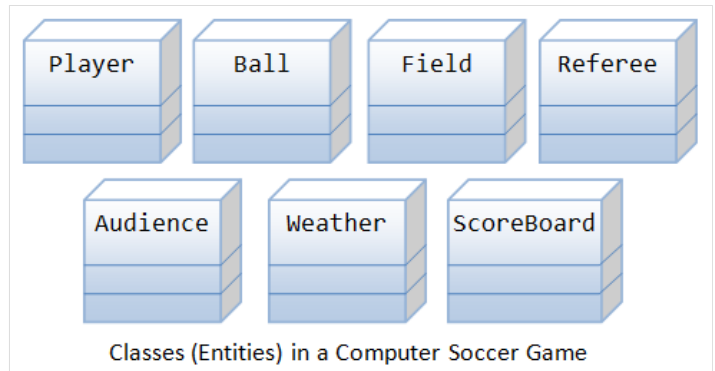 Player Ball Field Referee
Audience Weather ScoreBoard
Classes (Entities) in a Computer Soccer Game